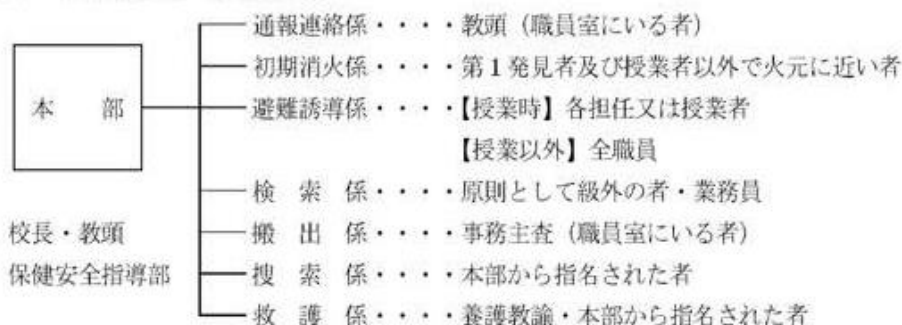 通報連絡係・・・・教頭（職員室にいる者）
初期消火係・・・・第１発見者及び授業者以外で火元に近い者
本　部
避難誘導係・・・・【授業時】各担任又は授業者
【授業以外】全職員
検　索　係・・・・原則として級外の者・業務員
校長・教頭
搬　出　係・・・・事務主査（職員室にいる者）
保健安全指導部
捜　索　係・・・・本部から指名された者
救　護　係・・・・養護教諭・本部から指名された者